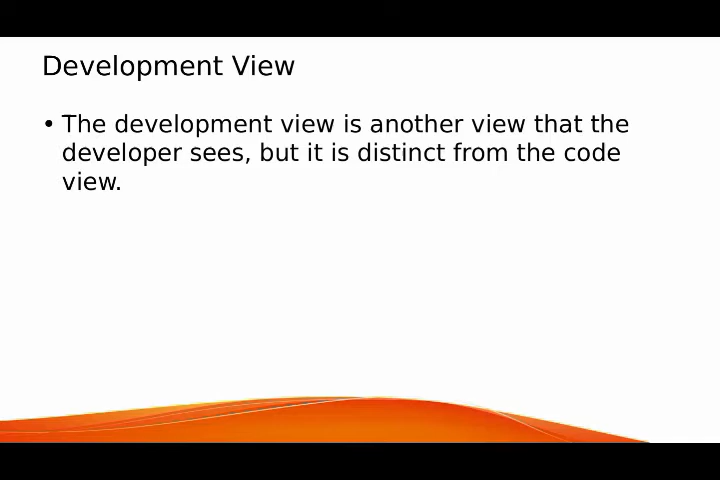 Development View
• The development view is another view that the
developer sees, but it is distinct from the code
view.